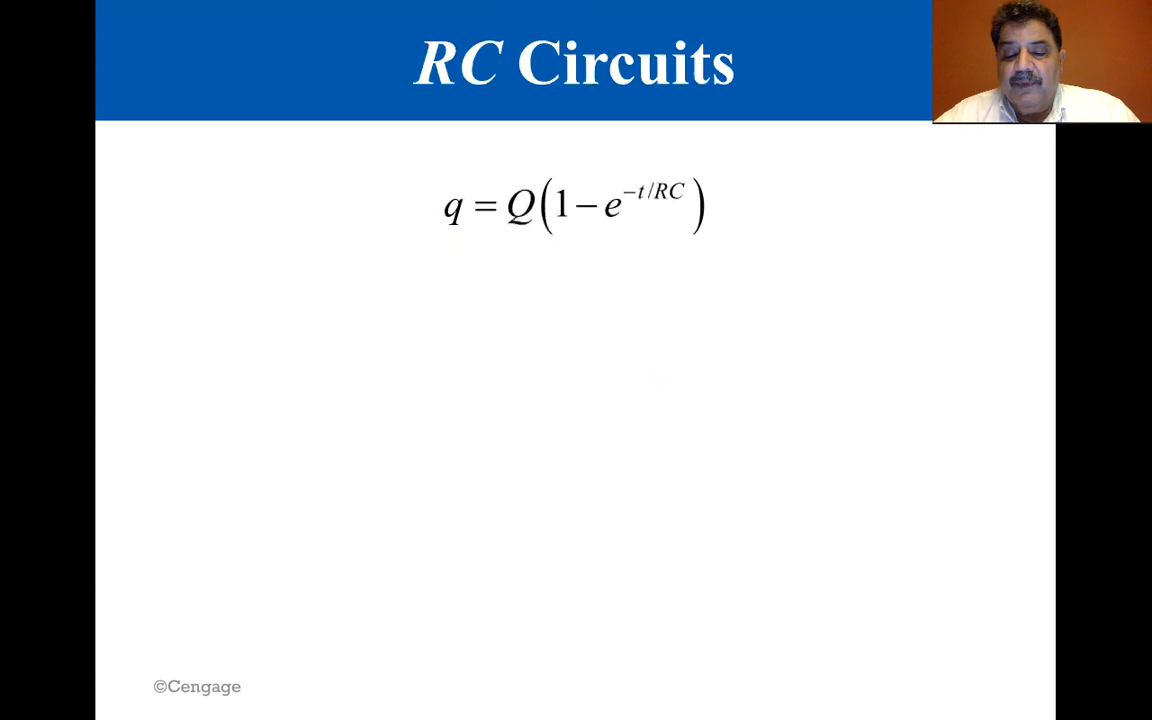 RC Circuits
q = Q(1 − e^{−t/RC})
©Cengage